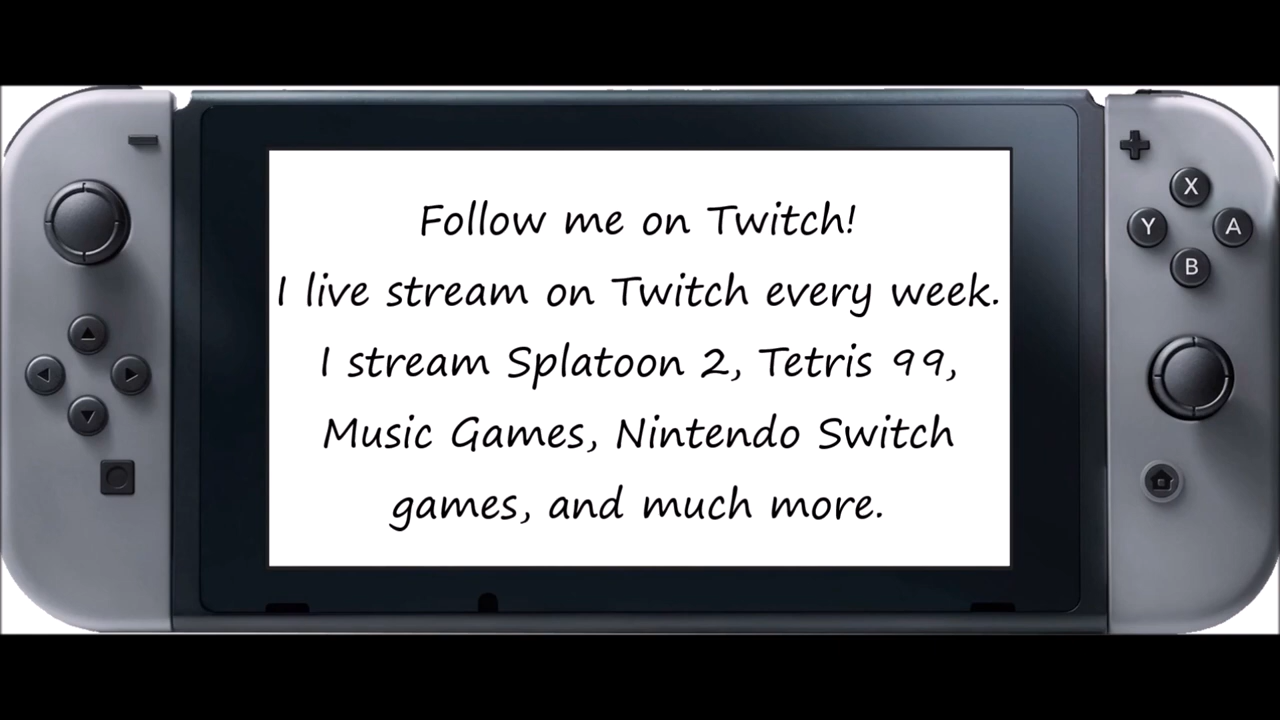 Follow me on Twitch!
I live stream on Twitch every week.
I stream Splatoon 2, Tetris 99,
Music Games, Nintendo Switch
games, and much more.
X
Y A
B